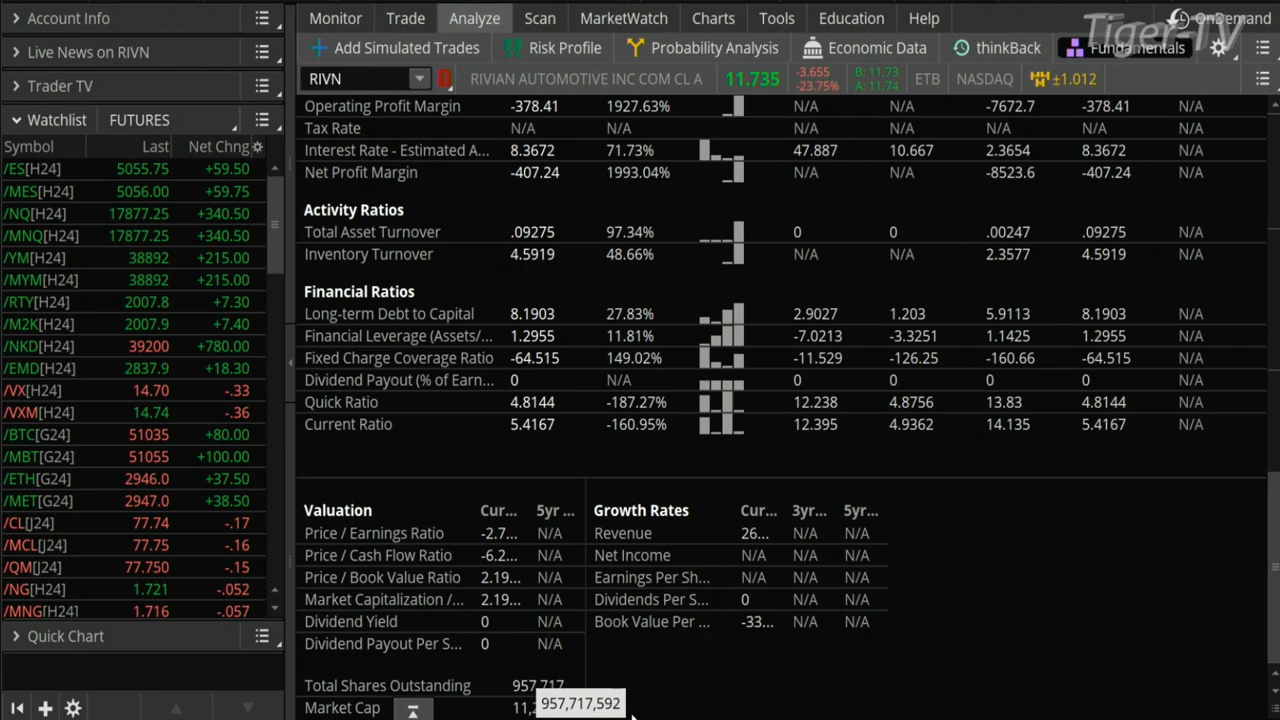 Account Info
Live News on RIVN
Trader TV
Watchlist FUTURES
Symbol Last Net Chng
/ES[H24] 5055.75 +59.50
/MES[H24] 5056.00 +59.75
/NQ[H24] 17877.25 +340.50
/MNQ[H24] 17877.25 +340.50
/YM[H24] 38892 +215.00
/MYM[H24] 38892 +215.00
/RTY[H24] 2007.8 +7.30
/M2K[H24] 2007.9 +7.40
/NKD[H24] 39200 +780.00
/EMD[H24] 2837.9 +18.30
/VX[H24] 14.70 -.33
/VXM[H24] 14.74 -.36
/BTC[G24] 51035 +80.00
/MBT[G24] 51055 +100.00
/ETH[G24] 2946.0 +37.50
/MET[G24] 2947.0 +38.50
/CL[J24] 77.74 -.17
/MCL[J24] 77.75 -.16
/QM[J24] 77.750 -.15
/NG[H24] 1.721 -.052
/MNG[H24] 1.716 -.057
Quick Chart
Monitor Trade Analyze Scan MarketWatch Charts Tools Education Help OnDemand
Tiger-TV
Add Simulated Trades Risk Profile Probability Analysis Economic Data thinkBack Fundamentals
RIVN RIVIAN AUTOMOTIVE INC COM CL A 11.735 -3.655 -23.75% B: 11.73 A: 11.74 ETB NASDAQ ±1.012
Operating Profit Margin -378.41 1927.63% N/A N/A -7672.7 -378.41 N/A
Tax Rate N/A N/A N/A N/A N/A N/A N/A
Interest Rate - Estimated A... 8.3672 71.73% 47.887 10.667 2.3654 8.3672 N/A
Net Profit Margin -407.24 1993.04% N/A N/A -8523.6 -407.24 N/A
Activity Ratios
Total Asset Turnover .09275 97.34% 0 0 .00247 .09275 N/A
Inventory Turnover 4.5919 48.66% N/A N/A 2.3577 4.5919 N/A
Financial Ratios
Long-term Debt to Capital 8.1903 27.83% 2.9027 1.203 5.9113 8.1903 N/A
Financial Leverage (Assets/... 1.2955 11.81% -7.0213 -3.3251 1.1425 1.2955 N/A
Fixed Charge Coverage Ratio -64.515 149.02% -11.529 -126.25 -160.66 -64.515 N/A
Dividend Payout (% of Earn... 0 N/A 0 0 0 0 N/A
Quick Ratio 4.8144 -187.27% 12.238 4.8756 13.83 4.8144 N/A
Current Ratio 5.4167 -160.95% 12.395 4.9362 14.135 5.4167 N/A
Valuation Cur... 5yr ... Growth Rates Cur... 3yr... 5yr...
Price / Earnings Ratio -2.7... N/A Revenue 26... N/A N/A
Price / Cash Flow Ratio -6.2... N/A Net Income N/A N/A N/A
Price / Book Value Ratio 2.19... N/A Earnings Per Sh... N/A N/A N/A
Market Capitalization /... 2.19... N/A Dividends Per S... 0 N/A N/A
Dividend Yield 0 N/A Book Value Per ... -33... N/A N/A
Dividend Payout Per S... 0 N/A
Total Shares Outstanding 957,717
957,717,592
Market Cap